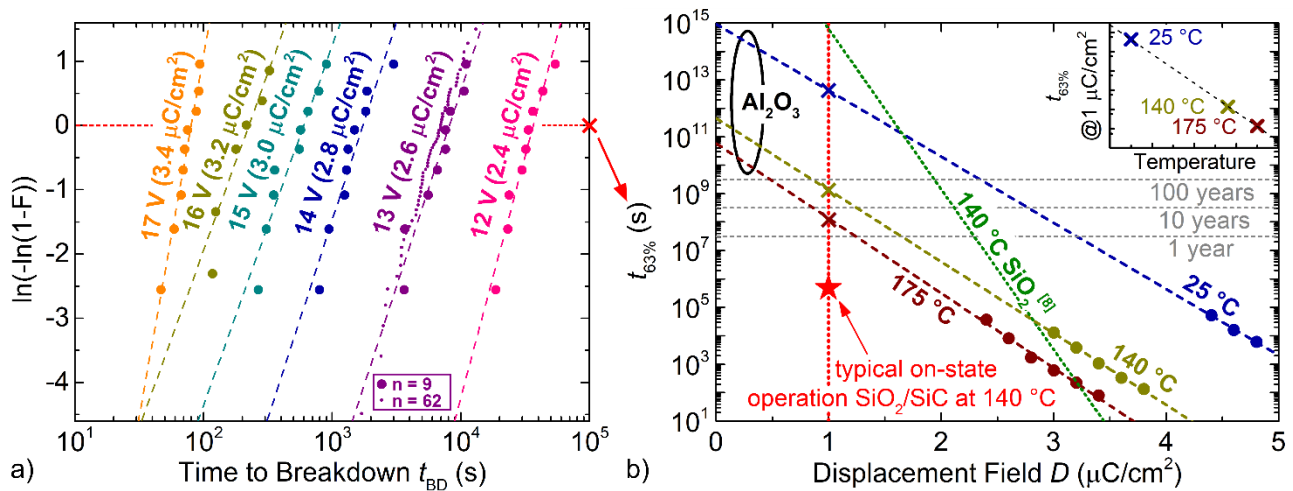 ln(-ln(1-F))
1
0
-1
-2
-3
-4
17 V (3.4 μC/cm²)
16 V (3.2 μC/cm²)
15 V (3.0 μC/cm²)
14 V (2.8 μC/cm²)
13 V (2.6 μC/cm²)
12 V (2.4 μC/cm²)
n = 9
n = 62
10¹ 10² 10³ 10⁴ 10⁵
a) Time to Breakdown t_BD (s)
t_63% (s)
10¹⁵
10¹³
10¹¹
10⁹
10⁷
10⁵
10³
10¹
Al₂O₃
140 °C SiO₂ [8]
25 °C
140 °C
175 °C
t_63%
@1 μC/cm²
25 °C
140 °C
175 °C
Temperature
100 years
10 years
1 year
typical on-state
operation SiO₂/SiC at 140 °C
0 1 2 3 4 5
b) Displacement Field D (μC/cm²)